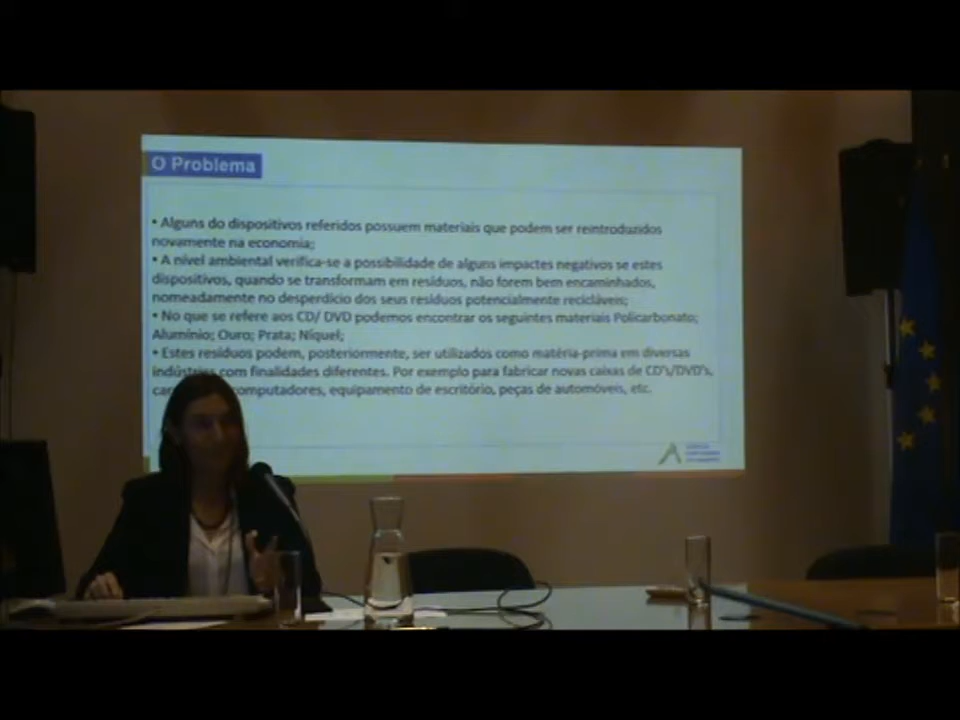 O Problema
• Alguns do dispositivos referidos possuem materiais que podem ser reintroduzidos
novamente na economia;
• A nível ambiental verifica-se a possibilidade de alguns impactes negativos se estes
dispositivos, quando se transformam em resíduos, não forem bem encaminhados,
nomeadamente no desperdício dos seus resíduos potencialmente recicláveis;
• No que se refere aos CD/ DVD podemos encontrar os seguintes materiais Policarbonato;
Alumínio; Ouro; Prata; Níquel;
• Estes resíduos podem, posteriormente, ser utilizados como matéria-prima em diversas
indústrias com finalidades diferentes. Por exemplo para fabricar novas caixas de CD's/DVD's,
computadores, equipamento de escritório, peças de automóveis, etc.